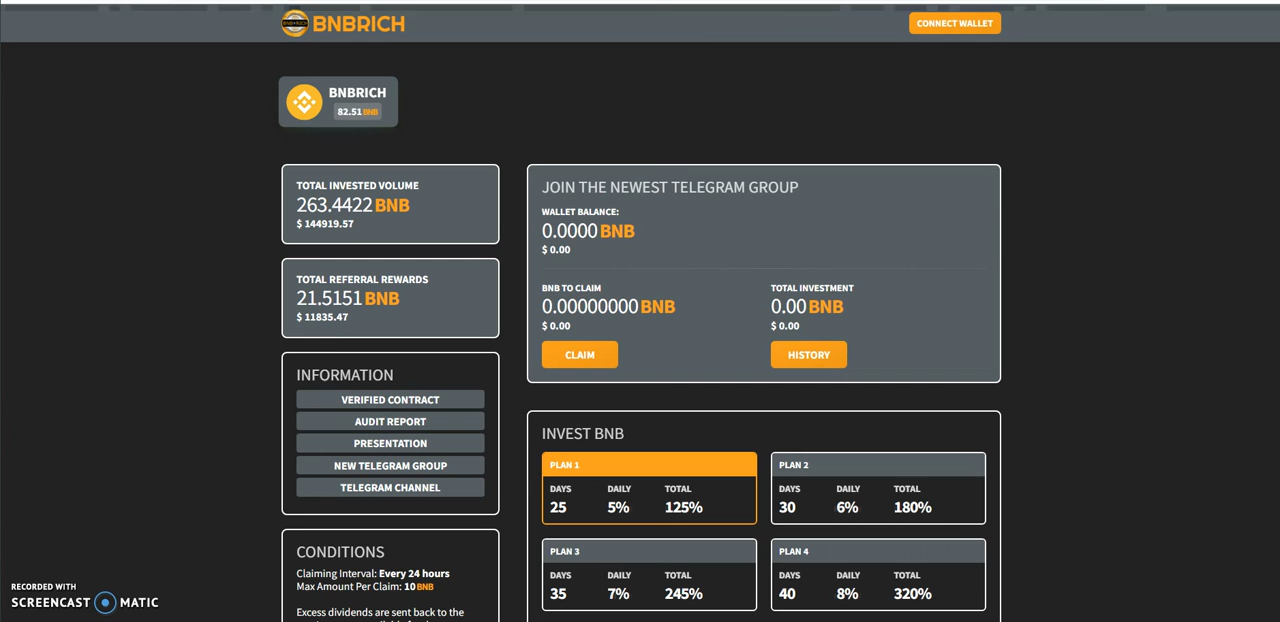 BNBRICH
CONNECT WALLET
BNBRICH
82.51 BNB
TOTAL INVESTED VOLUME
263.4422 BNB
$ 144919.57
TOTAL REFERRAL REWARDS
21.5151 BNB
$ 11835.47
INFORMATION
VERIFIED CONTRACT
AUDIT REPORT
PRESENTATION
NEW TELEGRAM GROUP
TELEGRAM CHANNEL
CONDITIONS
Claiming Interval: Every 24 hours
Max Amount Per Claim: 10 BNB
Excess dividends are sent back to the
JOIN THE NEWEST TELEGRAM GROUP
WALLET BALANCE:
0.0000 BNB
$ 0.00
BNB TO CLAIM
0.00000000 BNB
$ 0.00
CLAIM
TOTAL INVESTMENT
0.00 BNB
$ 0.00
HISTORY
INVEST BNB
PLAN 1
DAYS DAILY TOTAL
25 5% 125%
PLAN 2
DAYS DAILY TOTAL
30 6% 180%
PLAN 3
DAYS DAILY TOTAL
35 7% 245%
PLAN 4
DAYS DAILY TOTAL
40 8% 320%
RECORDED WITH
SCREENCAST MATIC